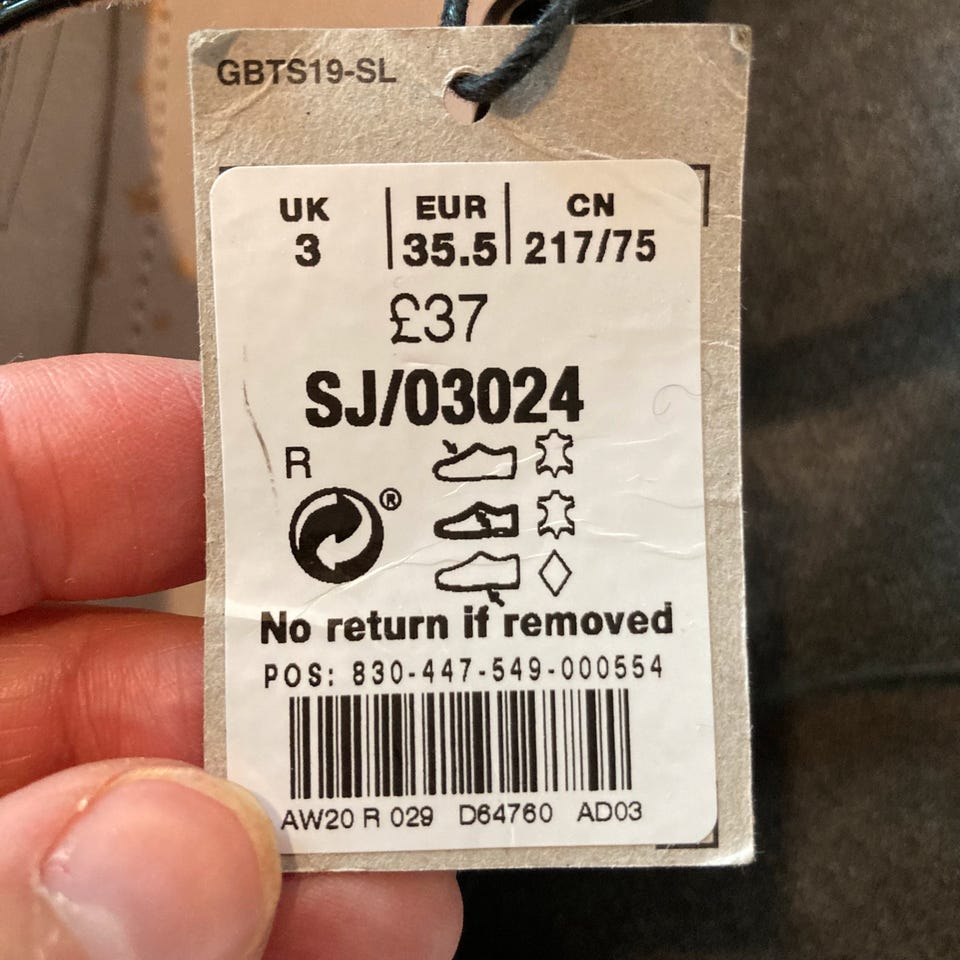 GBTS19-SL
UK | EUR | CN
3 | 35.5 | 217/75
£37
SJ/03024
R
®
No return if removed
POS: 830-447-549-000554
AW20 R 029 D64760 AD03